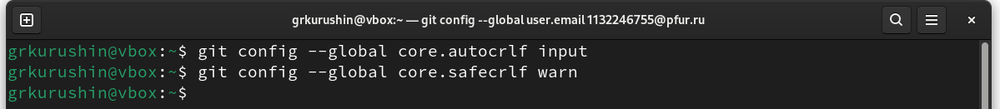 grkurushin@vbox:~ — git config --global user.email 1132246755@pfur.ru
grkurushin@vbox:~$ git config --global core.autocrlf input
grkurushin@vbox:~$ git config --global core.safecrlf warn
grkurushin@vbox:~$